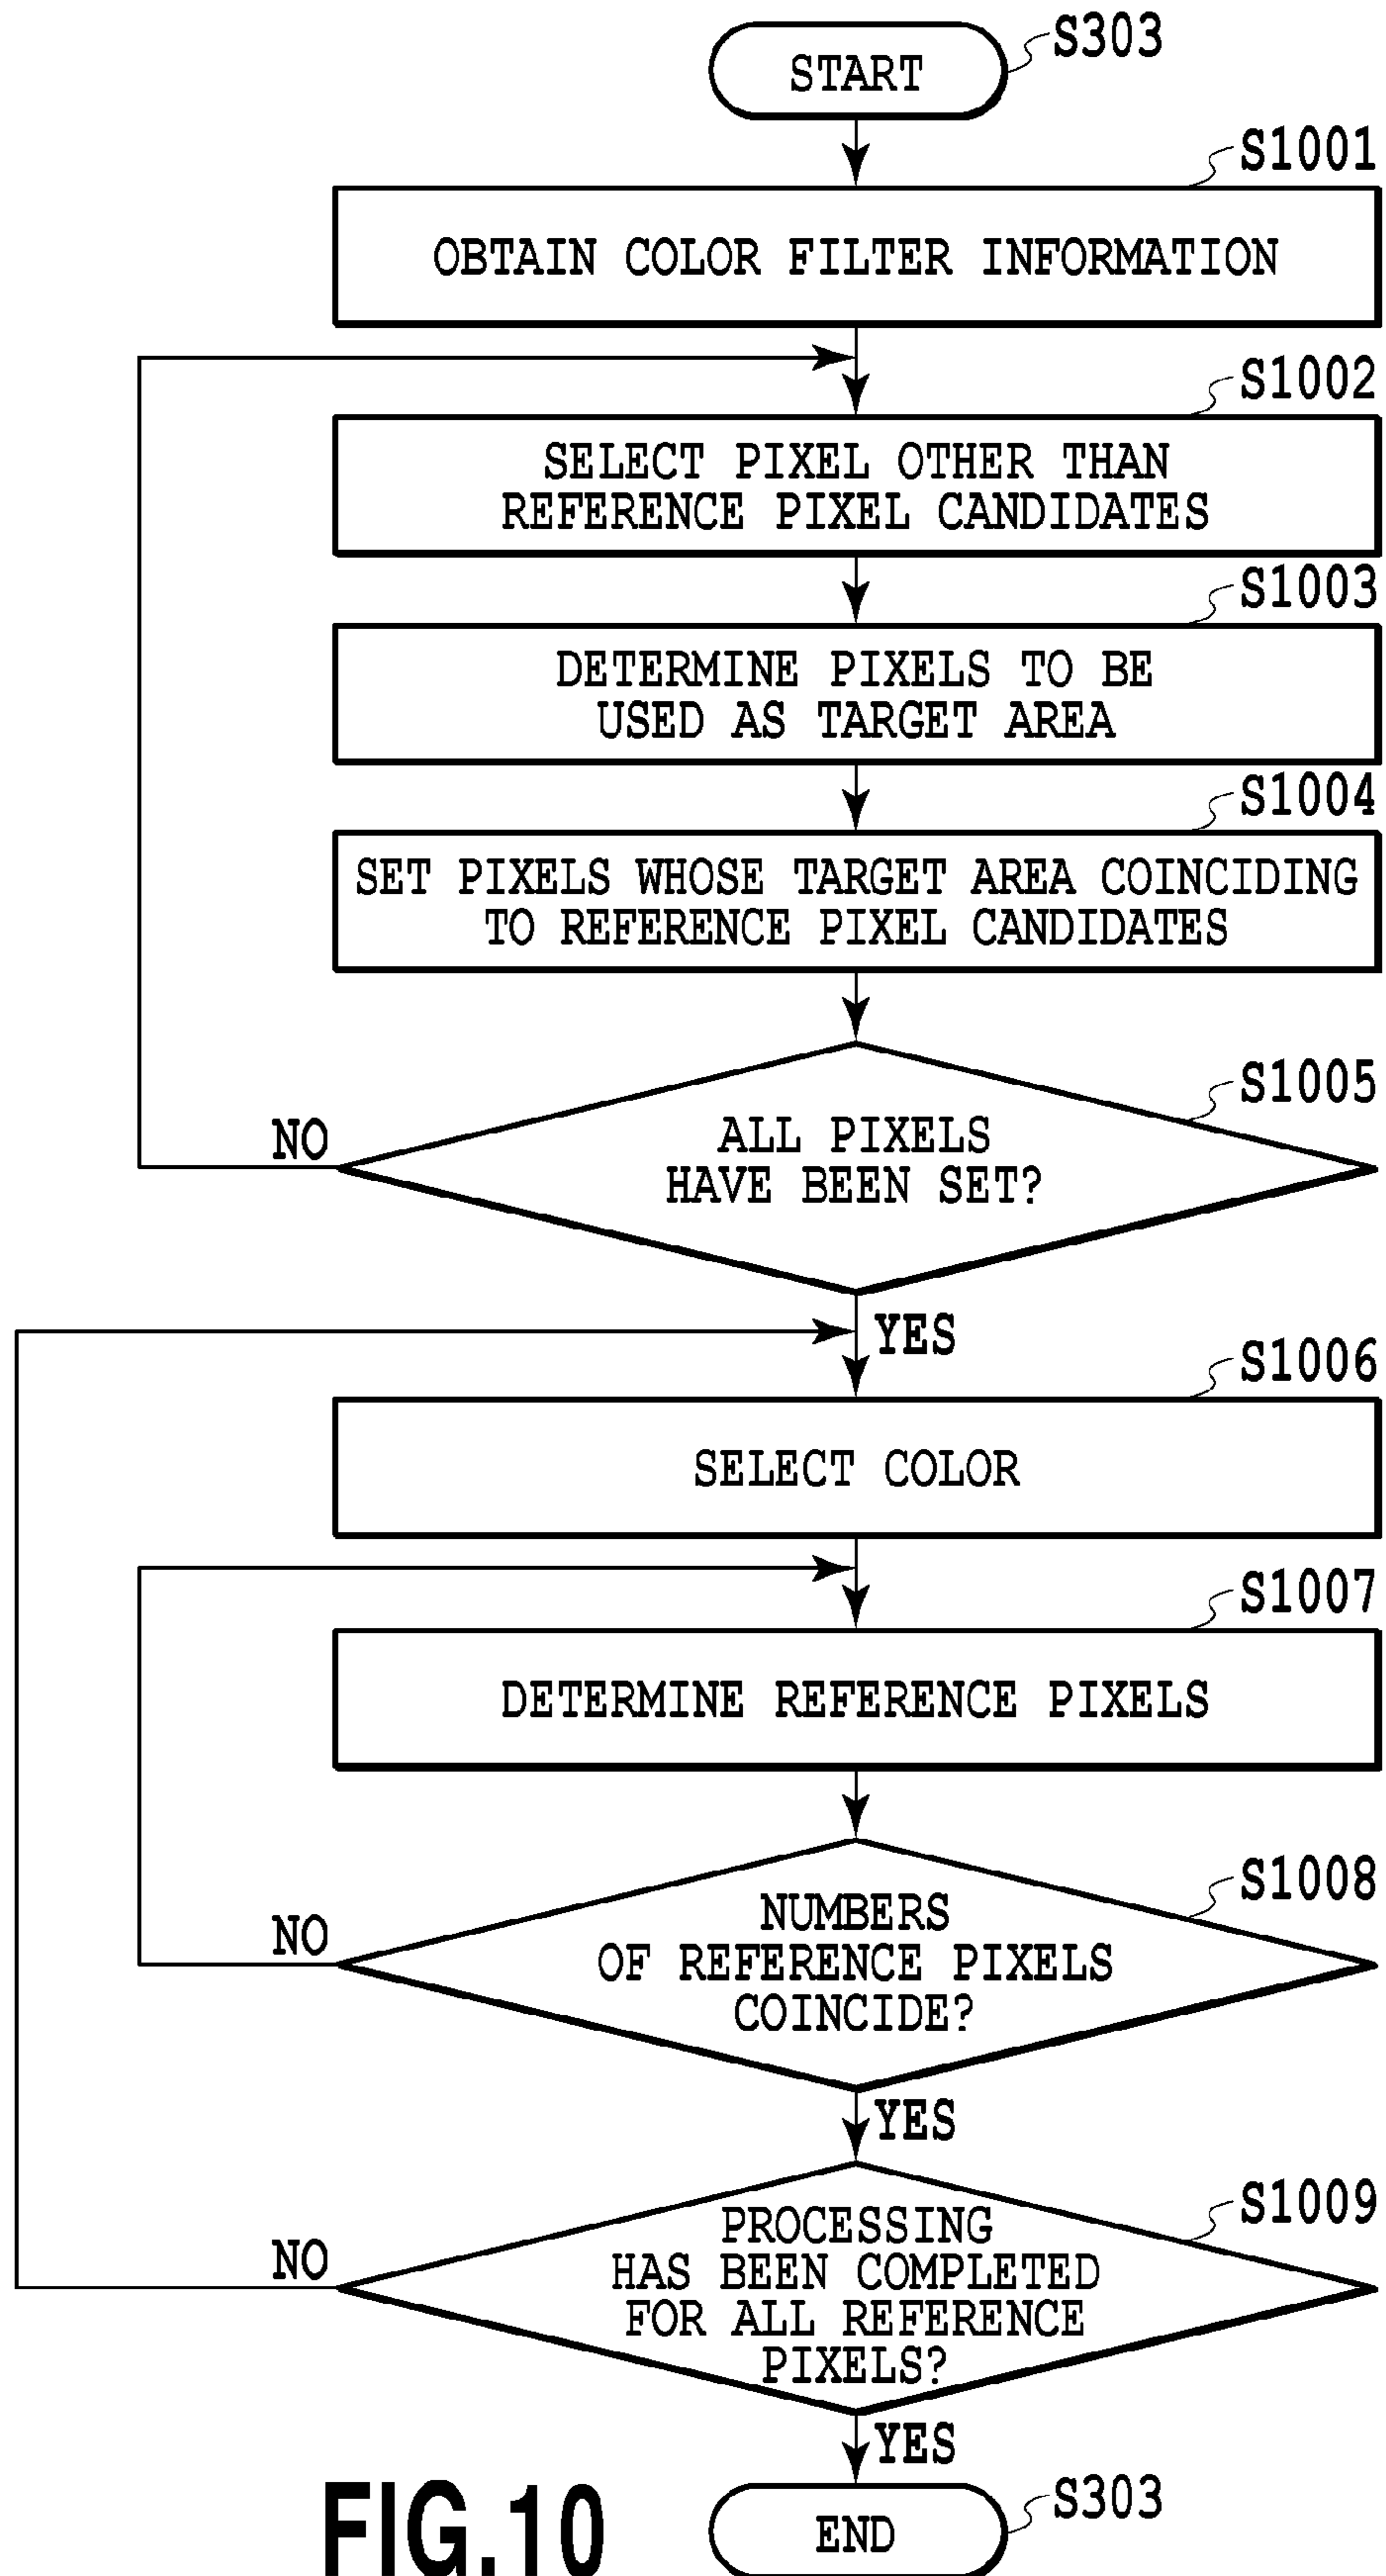 START
S303
S1001
OBTAIN COLOR FILTER INFORMATION
S1002
SELECT PIXEL OTHER THAN
REFERENCE PIXEL CANDIDATES
S1003
DETERMINE PIXELS TO BE
USED AS TARGET AREA
S1004
SET PIXELS WHOSE TARGET AREA COINCIDING
TO REFERENCE PIXEL CANDIDATES
S1005
ALL PIXELS
HAVE BEEN SET?
NO
YES
S1006
SELECT COLOR
S1007
DETERMINE REFERENCE PIXELS
S1008
NUMBERS
OF REFERENCE PIXELS
COINCIDE?
NO
YES
S1009
PROCESSING
HAS BEEN COMPLETED
FOR ALL REFERENCE
PIXELS?
NO
YES
END
S303
FIG.10